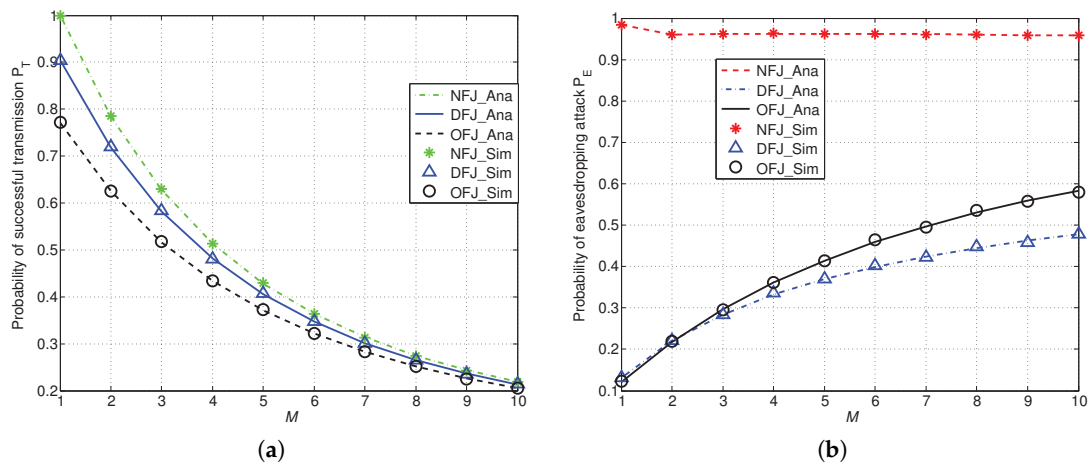 Probability of successful transmission P_T
1
0.9
0.8
0.7
0.6
0.5
0.4
0.3
0.2
1 2 3 4 5 6 7 8 9 10
M
NFJ_Ana
DFJ_Ana
OFJ_Ana
NFJ_Sim
DFJ_Sim
OFJ_Sim
(a)
Probability of eavesdropping attack P_E
1
0.9
0.8
0.7
0.6
0.5
0.4
0.3
0.2
0.1
1 2 3 4 5 6 7 8 9 10
M
NFJ_Ana
DFJ_Ana
OFJ_Ana
NFJ_Sim
DFJ_Sim
OFJ_Sim
(b)